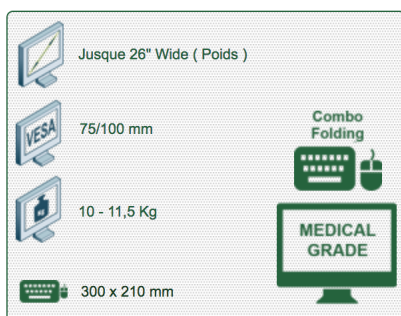 Jusque 26" Wide ( Poids )
VESA
75/100 mm
KG
10 - 11,5 Kg
300 x 210 mm
Combo
Folding
MEDICAL
GRADE